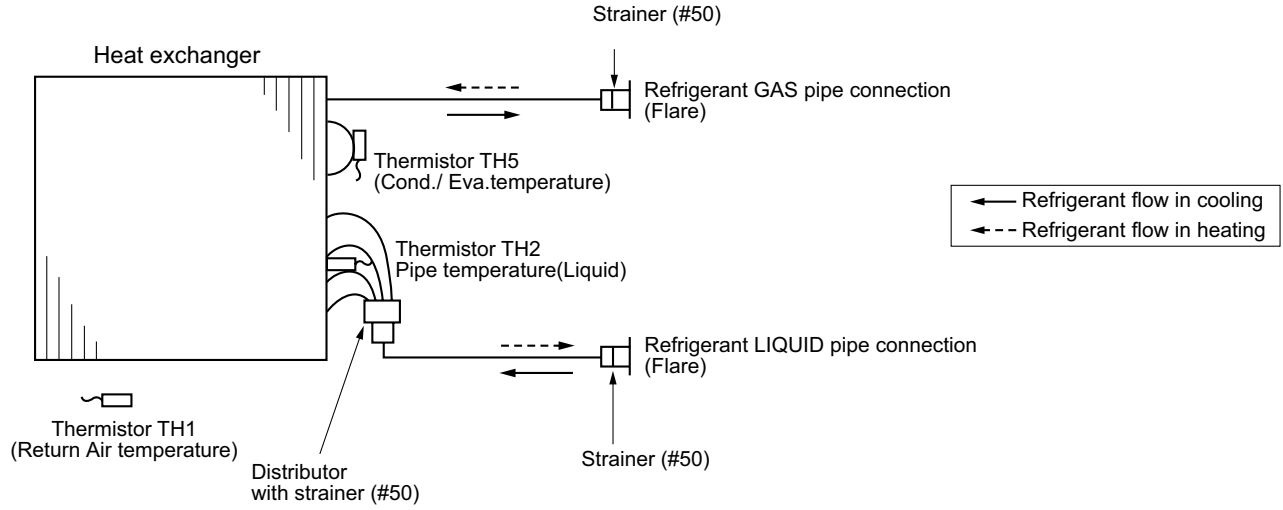 Strainer (#50)
Heat exchanger
Refrigerant GAS pipe connection
(Flare)
Thermistor TH5
(Cond./ Eva.temperature)
Refrigerant flow in cooling
Refrigerant flow in heating
Thermistor TH2
Pipe temperature(Liquid)
Refrigerant LIQUID pipe connection
(Flare)
Thermistor TH1
(Return Air temperature)
Strainer (#50)
Distributor
with strainer (#50)